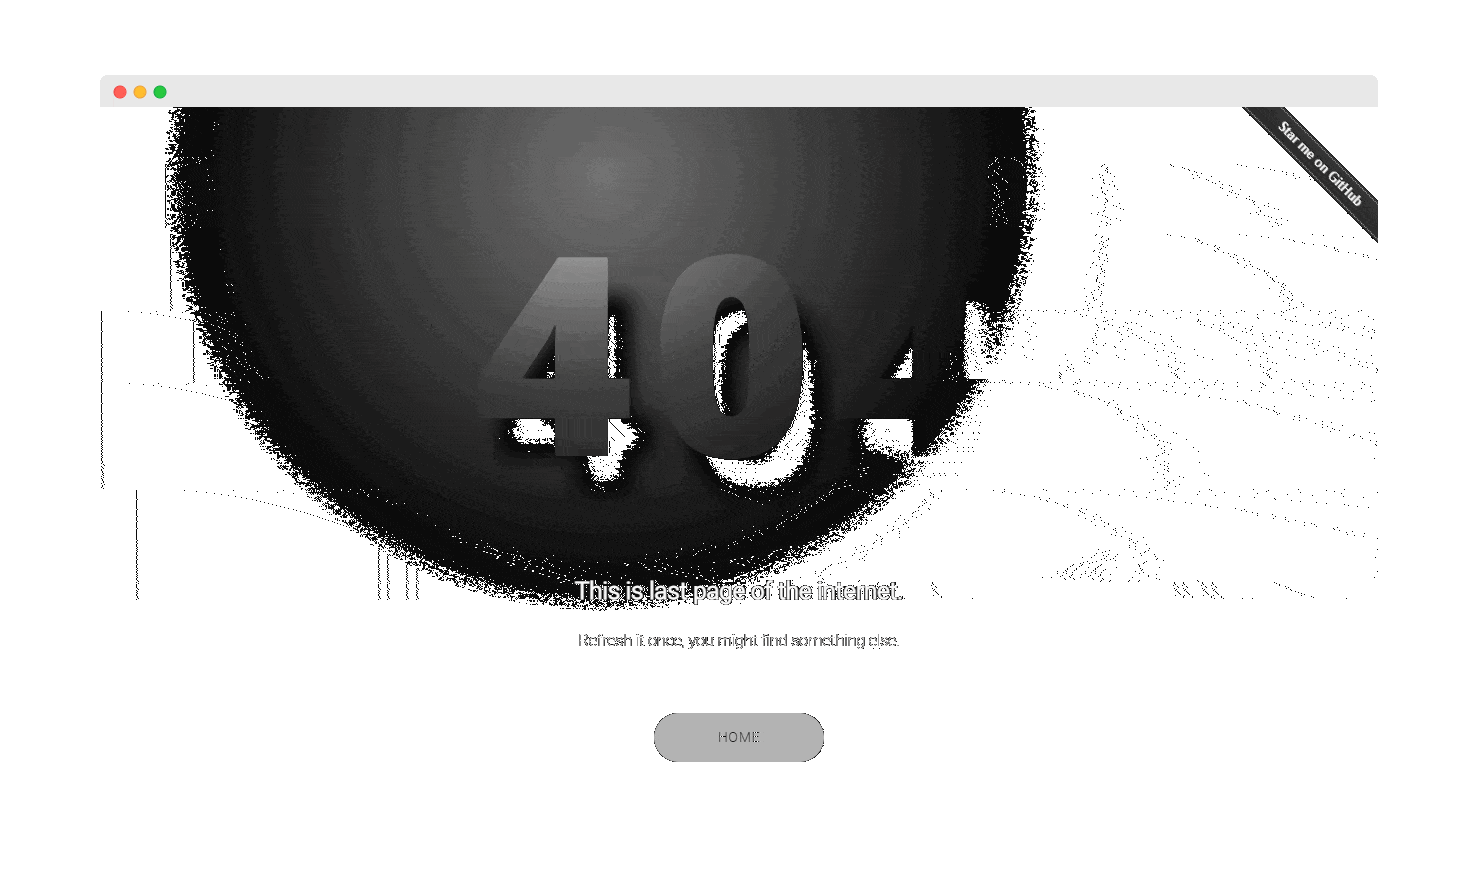 Star me on GitHub
404
This is last page of the internet.
Refresh it once, you might find something else.
HOME